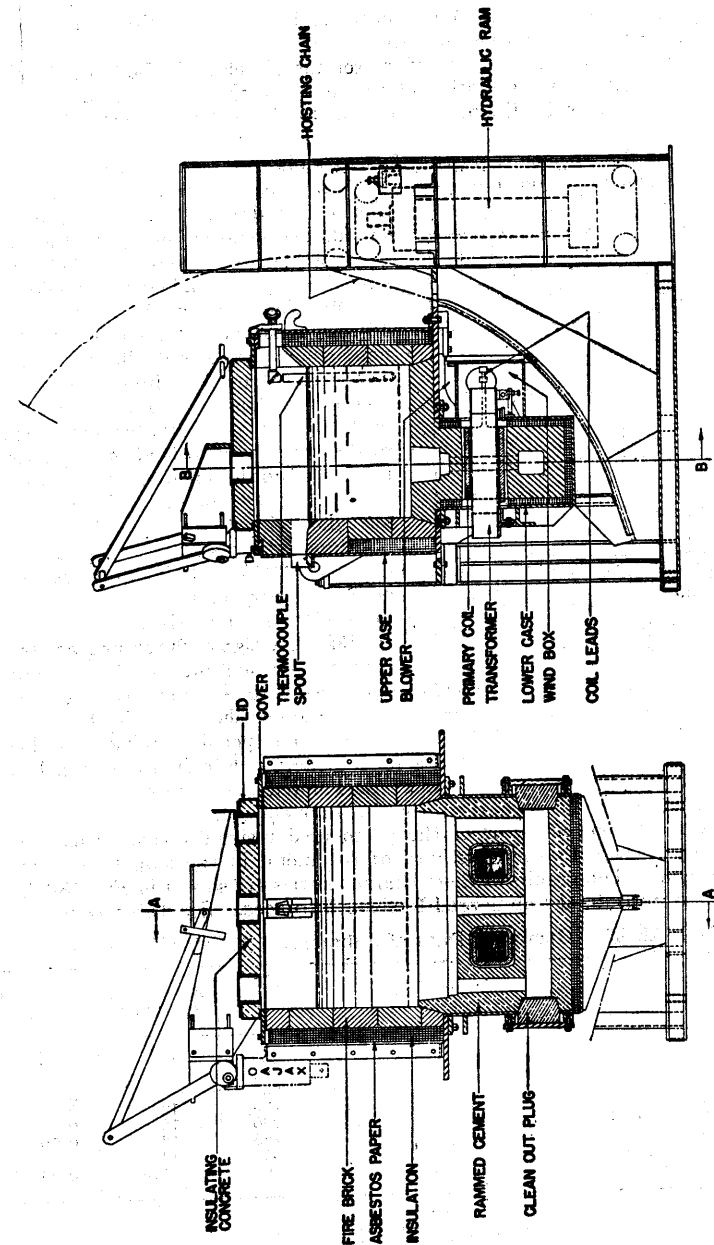 HOISTING CHAIN
HYDRAULIC RAM
B
B
THERMOCOUPLE
SPOUT
UPPER CASE
BLOWER
PRIMARY COIL
TRANSFORMER
LOWER CASE
WIND BOX
COIL LEADS
LID
COVER
A
A
O
A
J
A
X
INSULATING
CONCRETE
FIRE BRICK
ASBESTOS PAPER
INSULATION
RAMMED CEMENT
CLEAN OUT PLUG